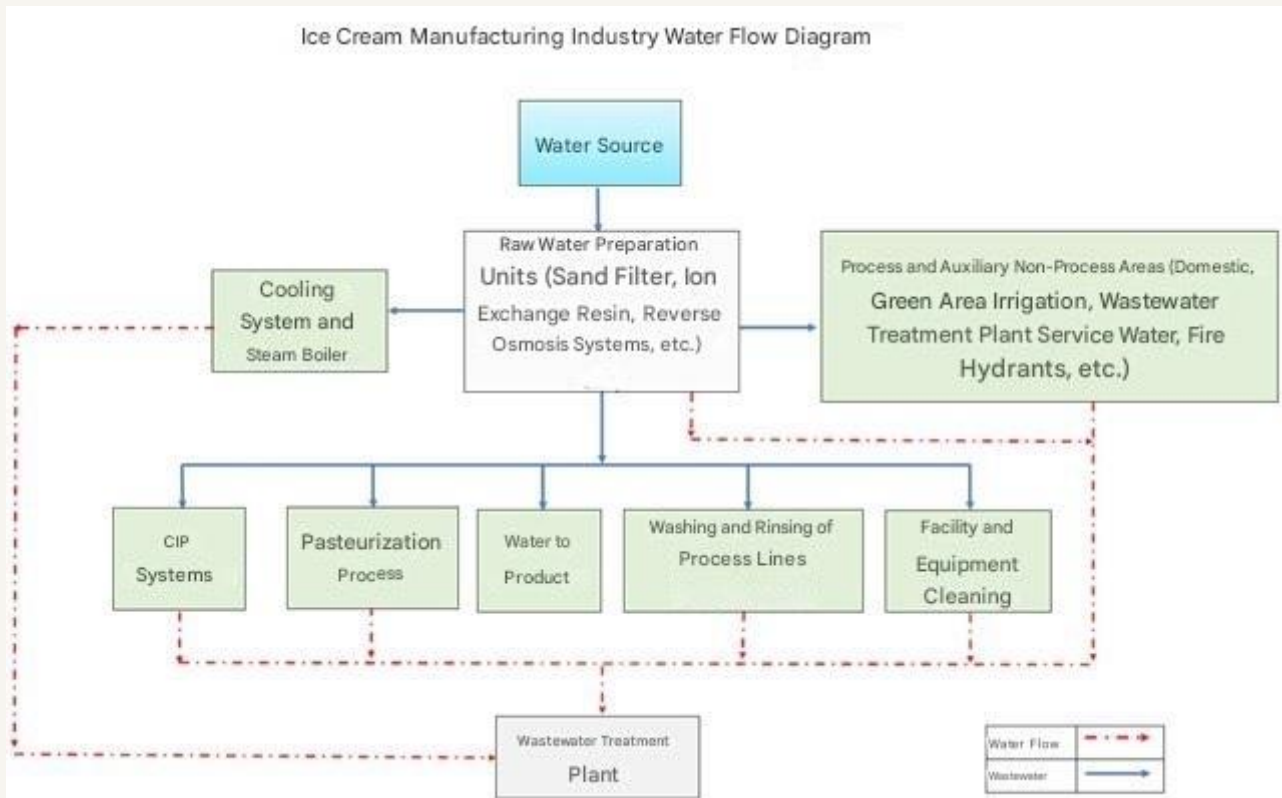 Ice Cream Manufacturing Industry Water Flow Diagram
Water Source
Raw Water Preparation
Units (Sand Filter, Ion
Exchange Resin, Reverse
Osmosis Systems, etc.)
Cooling
System and
Steam Boiler
Process and Auxiliary Non-Process Areas (Domestic,
Green Area Irrigation, Wastewater
Treatment Plant Service Water, Fire
Hydrants, etc.)
CIP
Systems
Pasteurization
Process
Water to
Product
Washing and Rinsing of
Process Lines
Facility and
Equipment
Cleaning
Wastewater Treatment
Plant
Water Flow
Wastewater